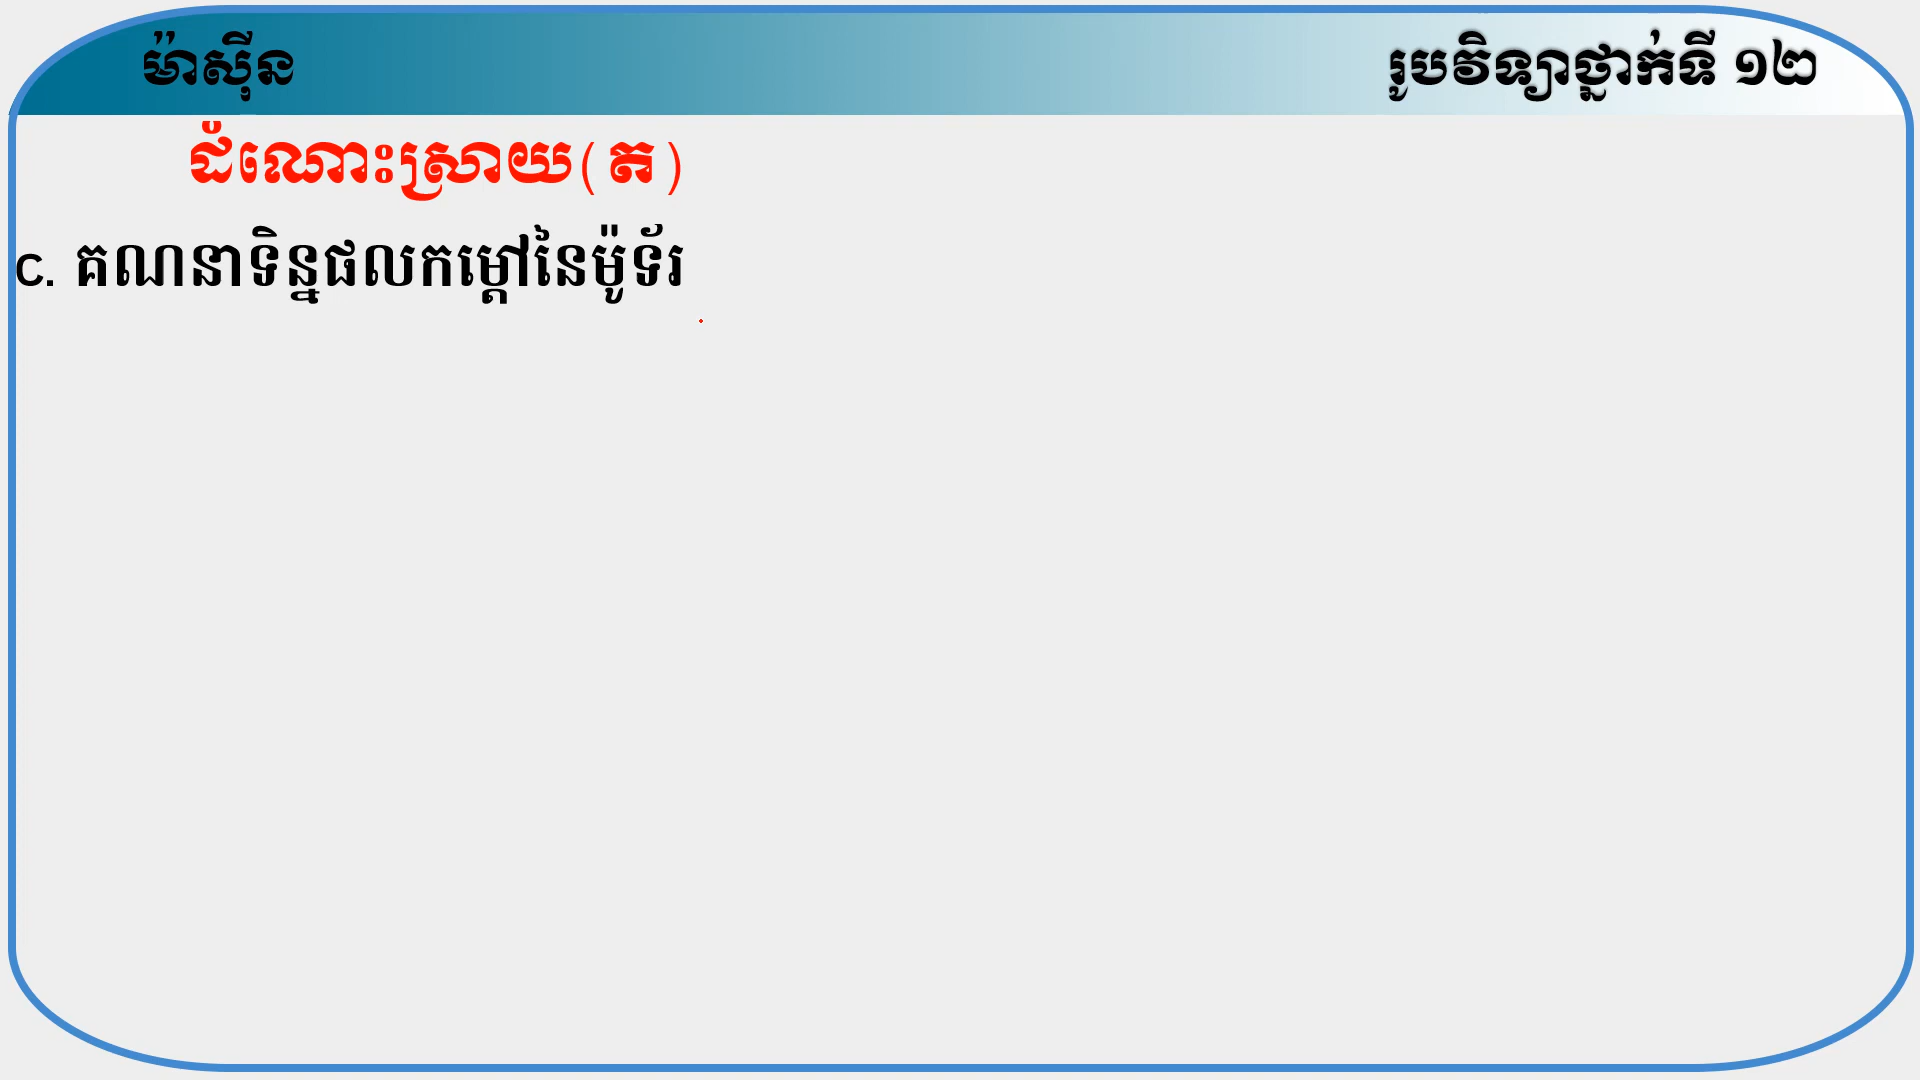 ម៉ាស៊ីន
រូបវិទ្យាថ្នាក់ទី ១២
ដំណោះស្រាយ(ត)
c. គណនាទិន្នផលកម្តៅនៃម៉ូទ័រ